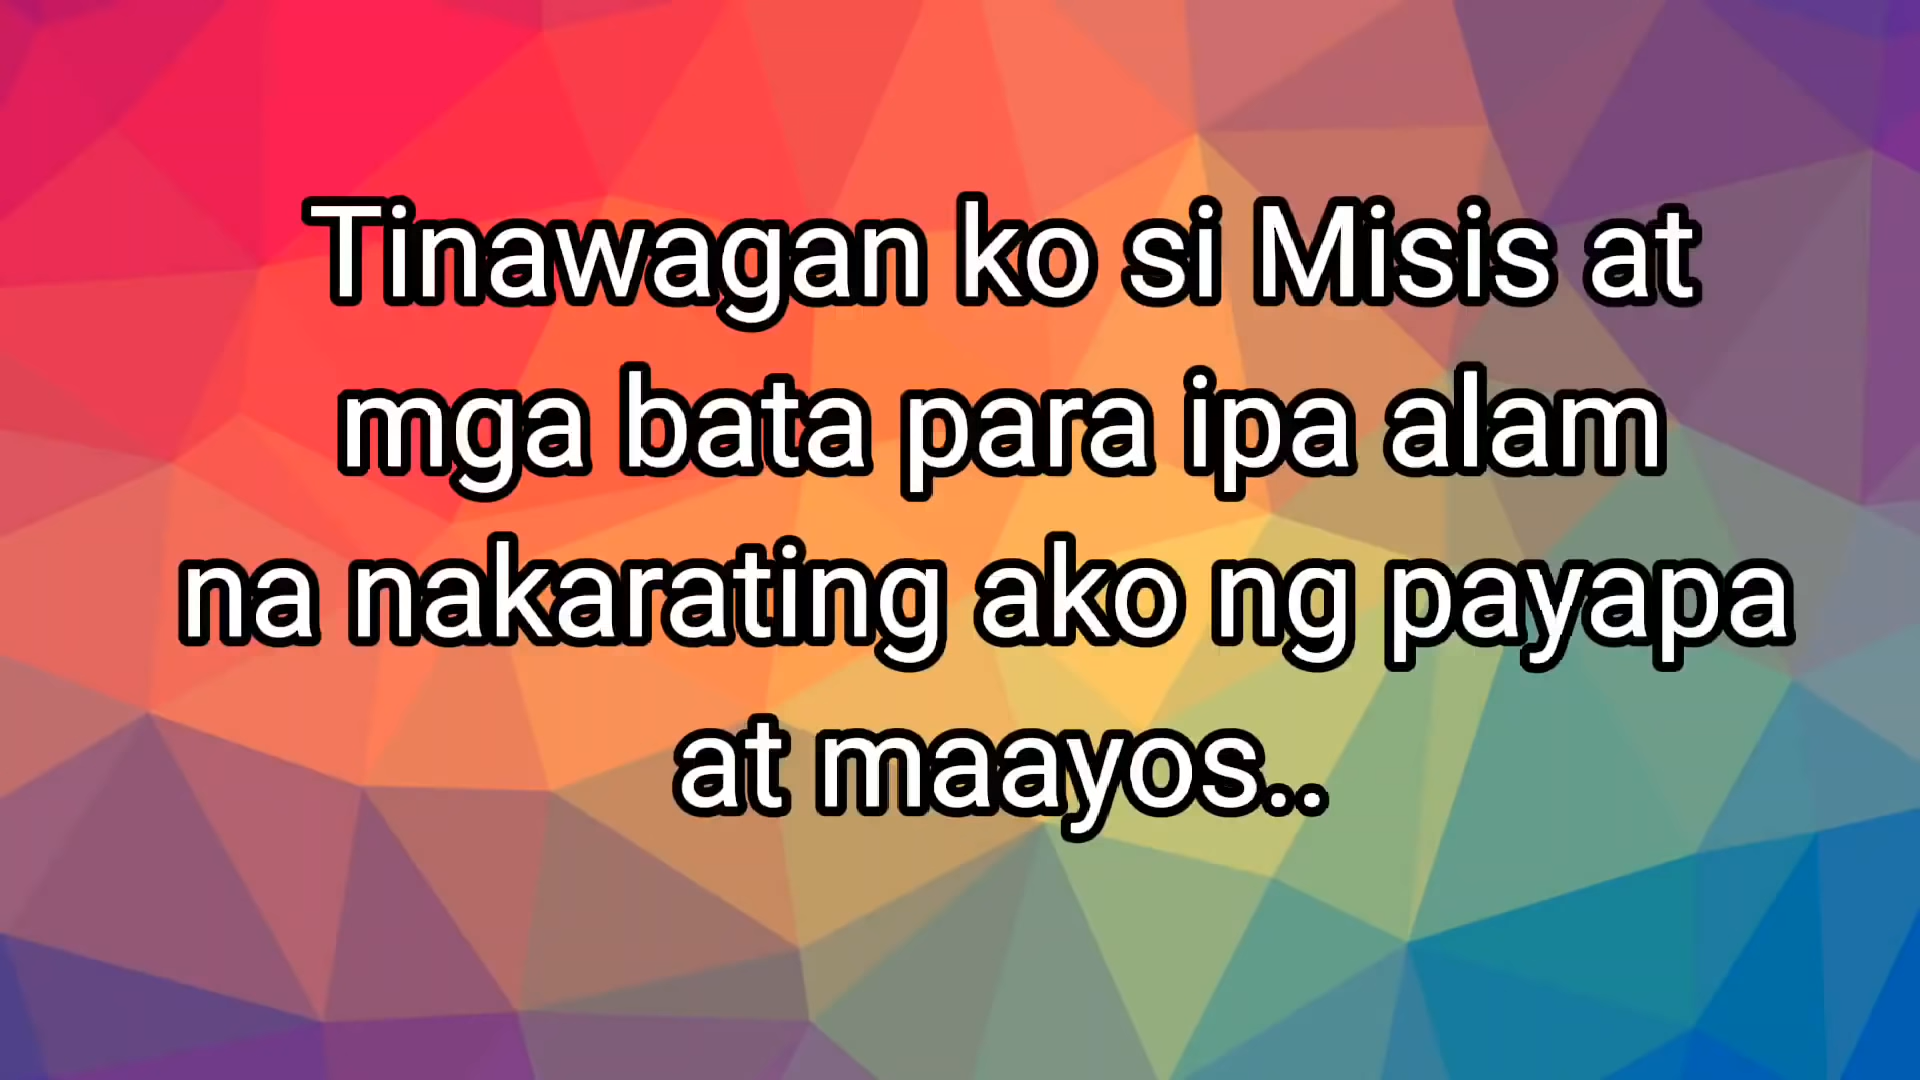 Tinawagan ko si Misis at
mga bata para ipa alam
na nakarating ako ng payapa
at maayos..